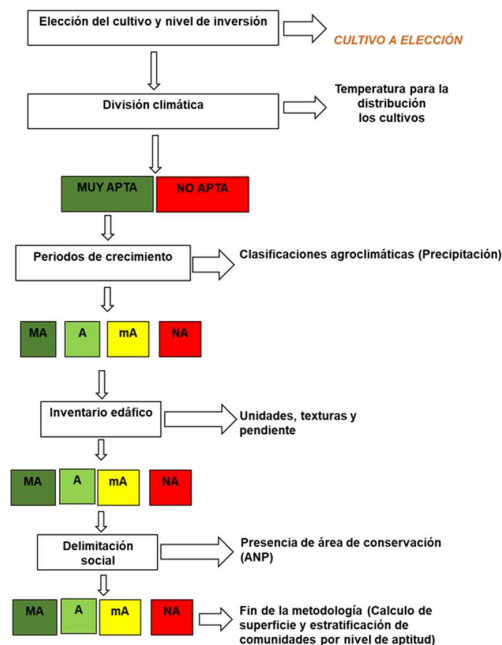 Elección del cultivo y nivel de inversión
CULTIVO A ELECCIÓN
División climática
Temperatura para la
distribución
los cultivos
MUY APTA
NO APTA
Periodos de crecimiento
Clasificaciones agroclimáticas (Precipitación)
MA
A
mA
NA
Inventario edáfico
Unidades, texturas y
pendiente
MA
A
mA
NA
Delimitación
social
Presencia de área de conservación
(ANP)
MA
A
mA
NA
Fin de la metodología (Calculo de
superficie y estratificación de
comunidades por nivel de aptitud)